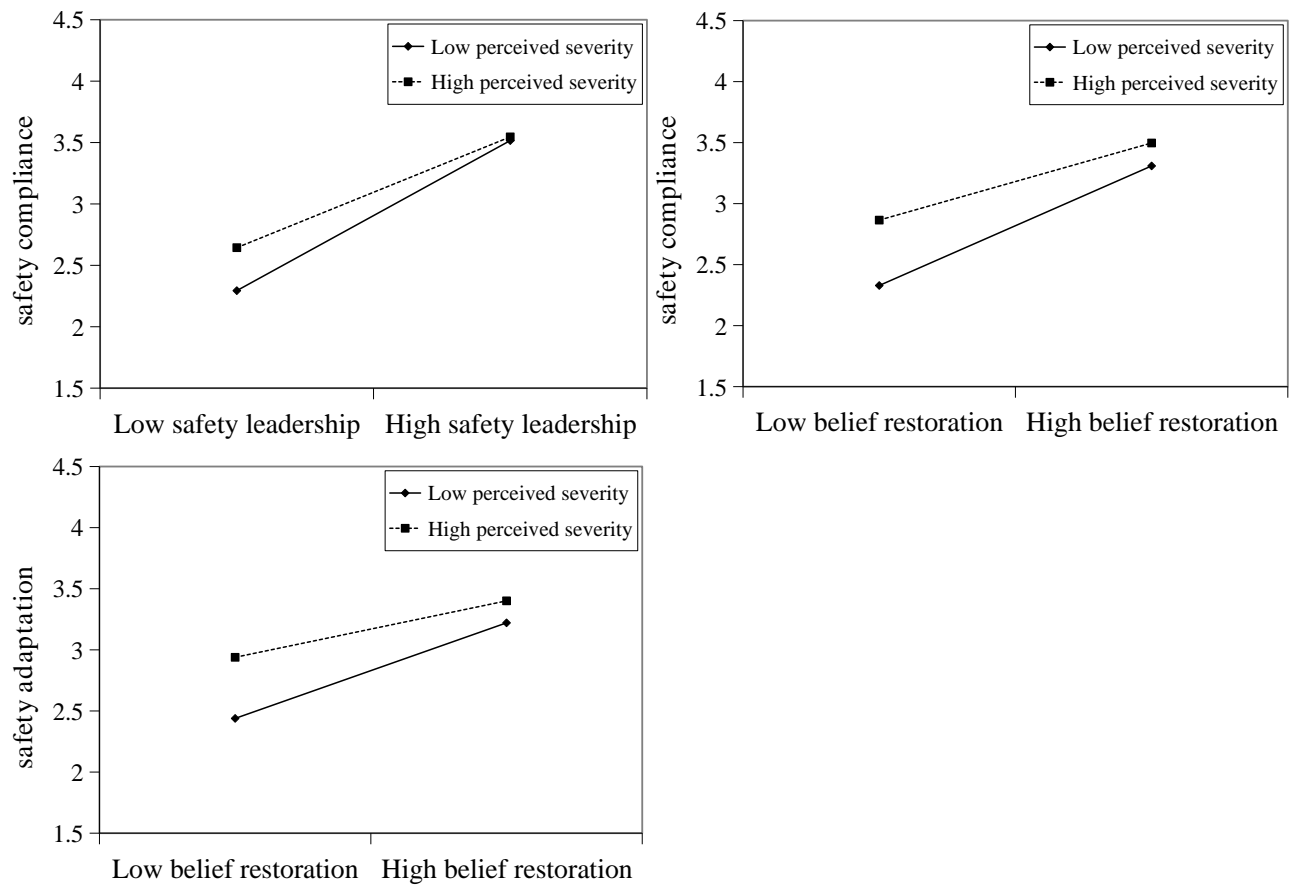 4.5
4
3.5
3
2.5
2
1.5
safety compliance
Low perceived severity
High perceived severity
Low safety leadership High safety leadership
4.5
4
3.5
3
2.5
2
1.5
safety compliance
Low perceived severity
High perceived severity
Low belief restoration High belief restoration
4.5
4
3.5
3
2.5
2
1.5
safety adaptation
Low perceived severity
High perceived severity
Low belief restoration High belief restoration